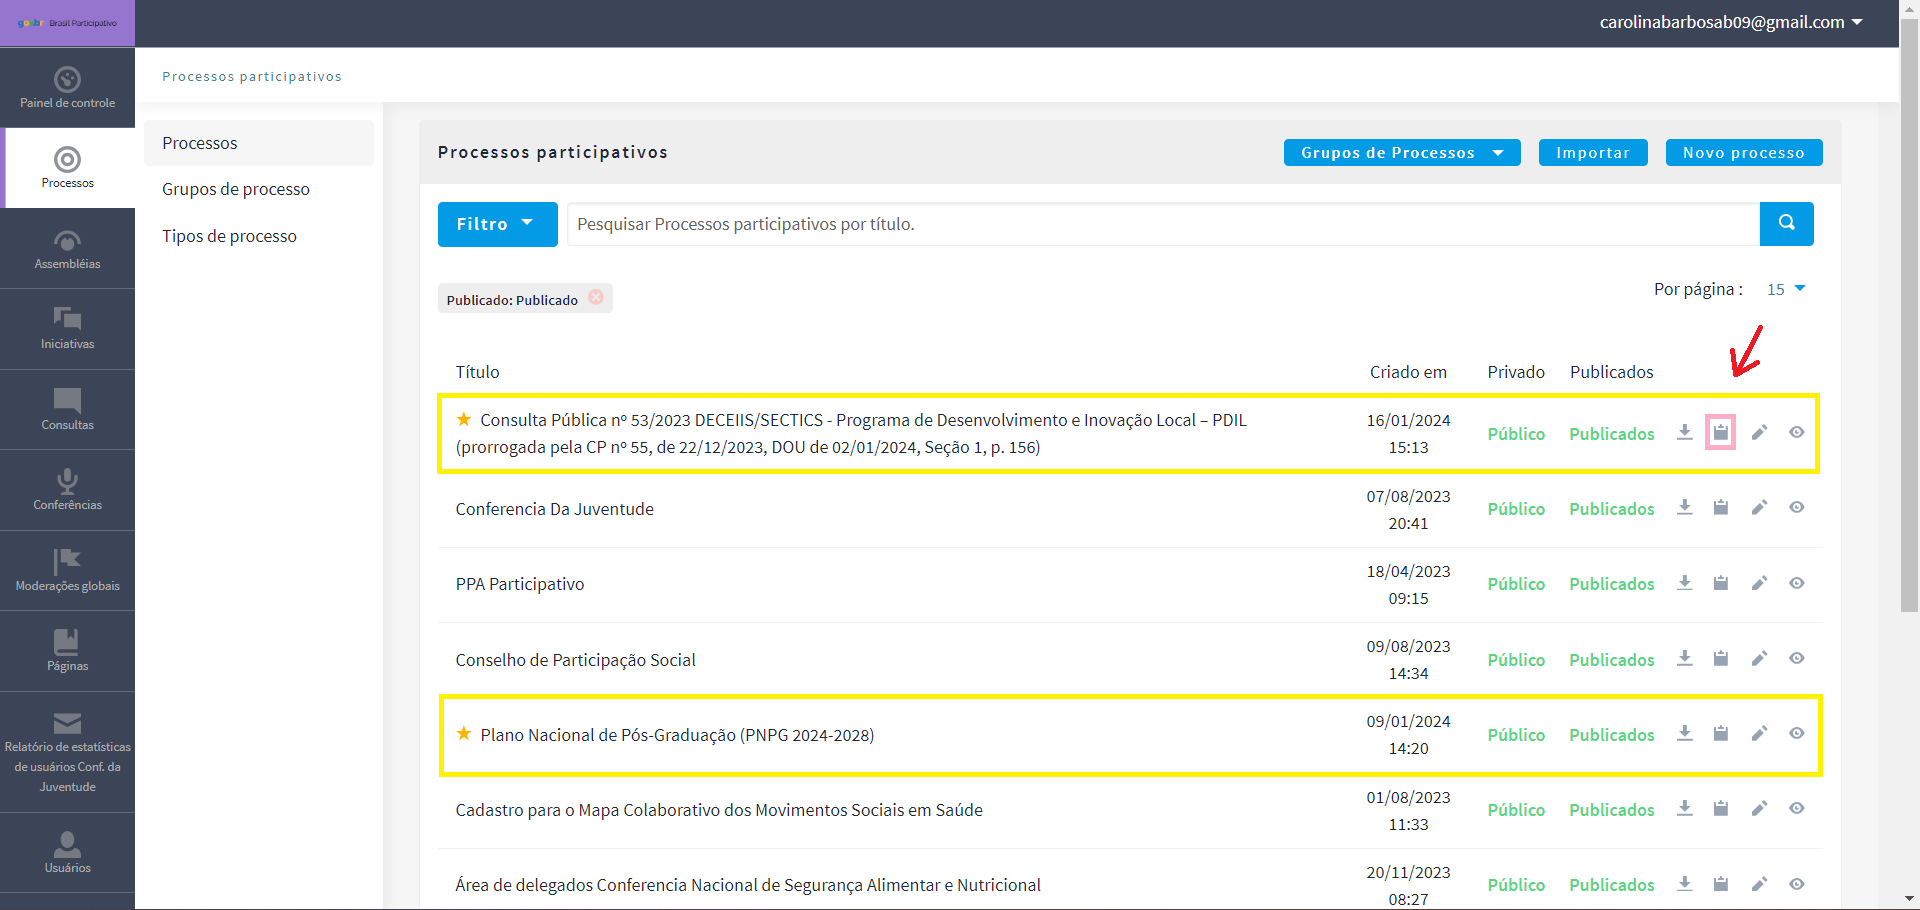 gov.br Brasil Participativo
carolinabarbosab09@gmail.com
Painel de controle
Processos
Assembléias
Iniciativas
Consultas
Conferências
Moderações globais
Páginas
Relatório de estatísticas
de usuários Conf. da
Juventude
Usuários
Processos participativos
Processos
Grupos de processo
Tipos de processo
Processos participativos
Grupos de Processos
Importar
Novo processo
Filtro
Pesquisar Processos participativos por título.
Publicado: Publicado
Por página : 15
Título Criado em Privado Publicados
Consulta Pública nº 53/2023 DECEIIS/SECTICS - Programa de Desenvolvimento e Inovação Local – PDIL
(prorrogada pela CP nº 55, de 22/12/2023, DOU de 02/01/2024, Seção 1, p. 156)
16/01/2024
15:13
Público Publicados
Conferencia Da Juventude
07/08/2023
20:41
Público Publicados
PPA Participativo
18/04/2023
09:15
Público Publicados
Conselho de Participação Social
09/08/2023
14:34
Público Publicados
Plano Nacional de Pós-Graduação (PNPG 2024-2028)
09/01/2024
14:20
Público Publicados
Cadastro para o Mapa Colaborativo dos Movimentos Sociais em Saúde
01/08/2023
11:33
Público Publicados
Área de delegados Conferencia Nacional de Segurança Alimentar e Nutricional
20/11/2023
08:27
Público Publicados